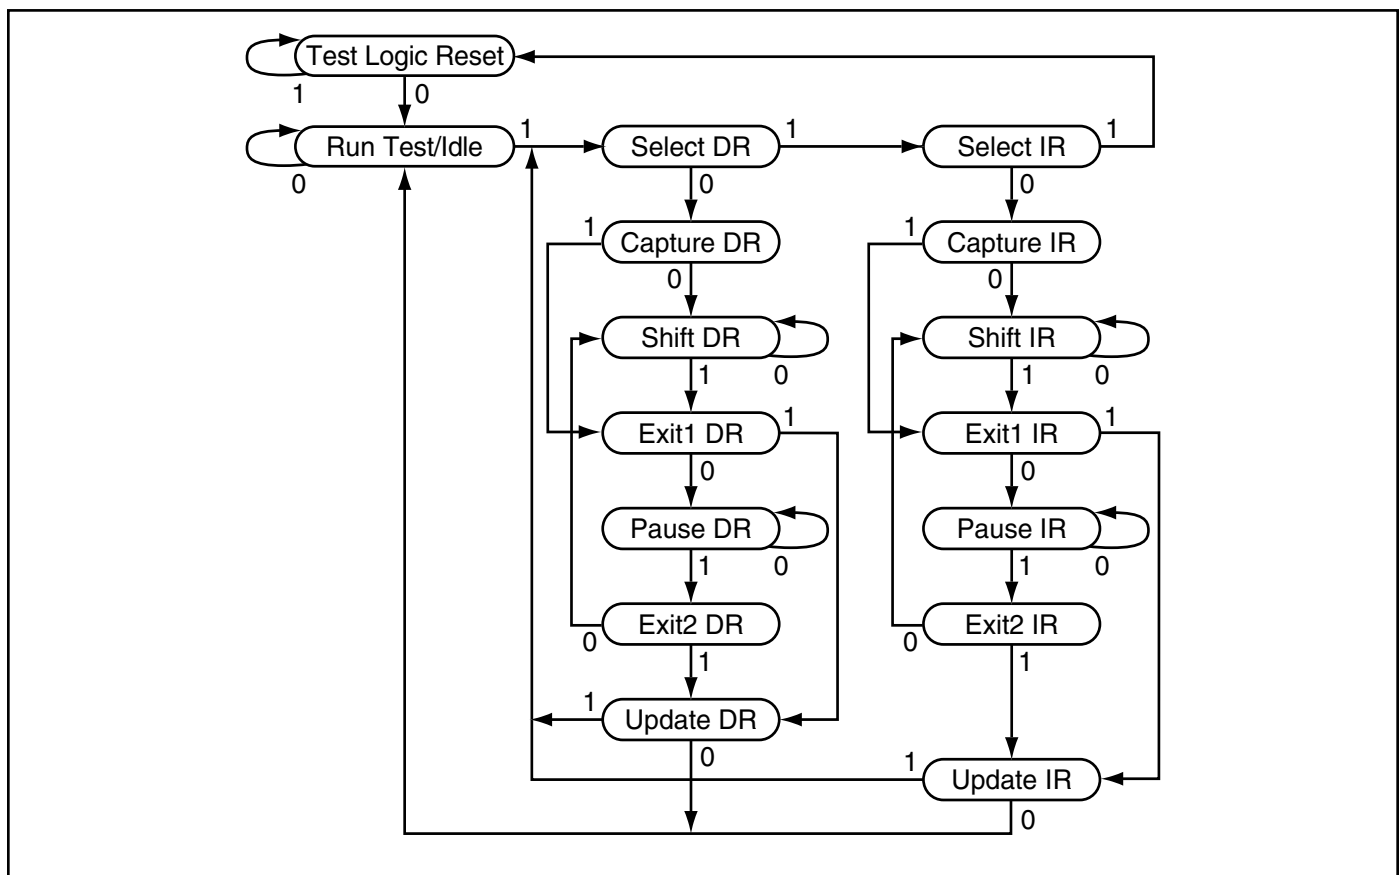 Test Logic Reset
1 0
Run Test/Idle 1 Select DR 1 Select IR 1
0 0 0
1 Capture DR 1 Capture IR
0 0
Shift DR Shift IR
1 0 1 0
Exit1 DR 1 Exit1 IR 1
0 0
Pause DR Pause IR
1 0 1 0
Exit2 DR Exit2 IR
0 1 0 1
1 Update DR
0
1 Update IR
0